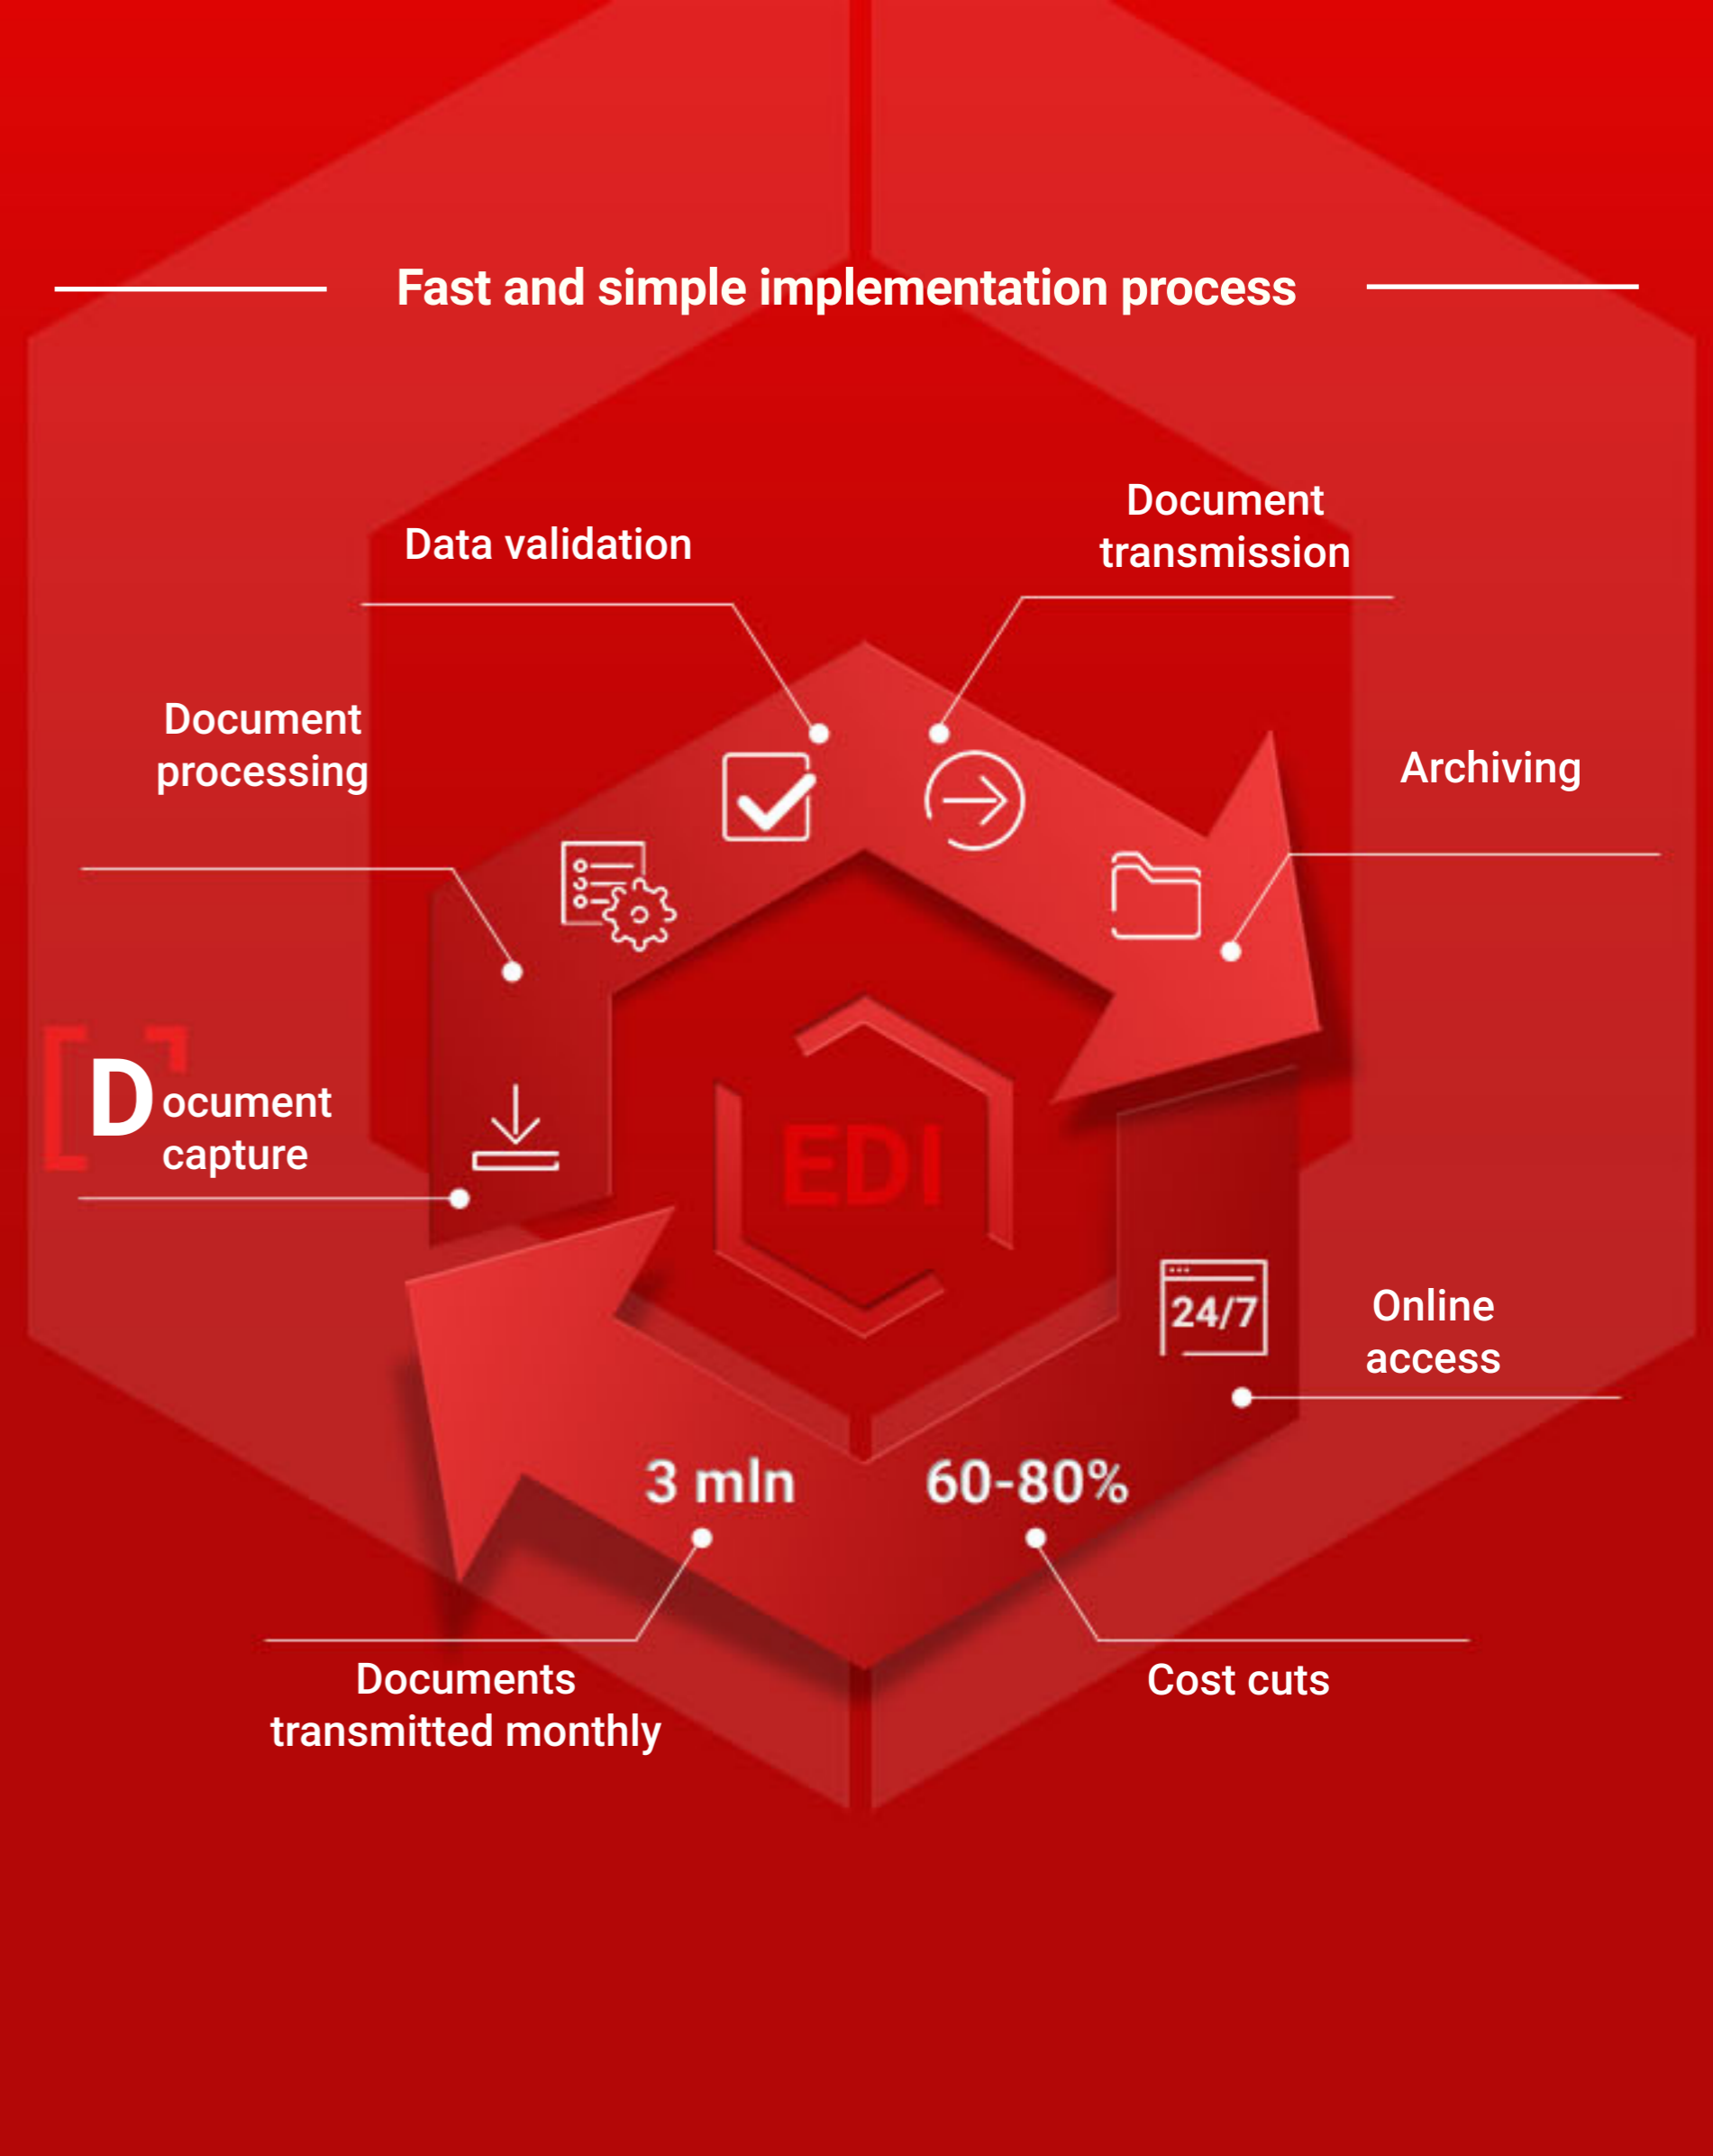 Fast and simple implementation process
Data validation
Document
transmission
Document
processing
Archiving
Document
capture
EDI
24/7
Online
access
3 mln
60-80%
Documents
transmitted monthly
Cost cuts